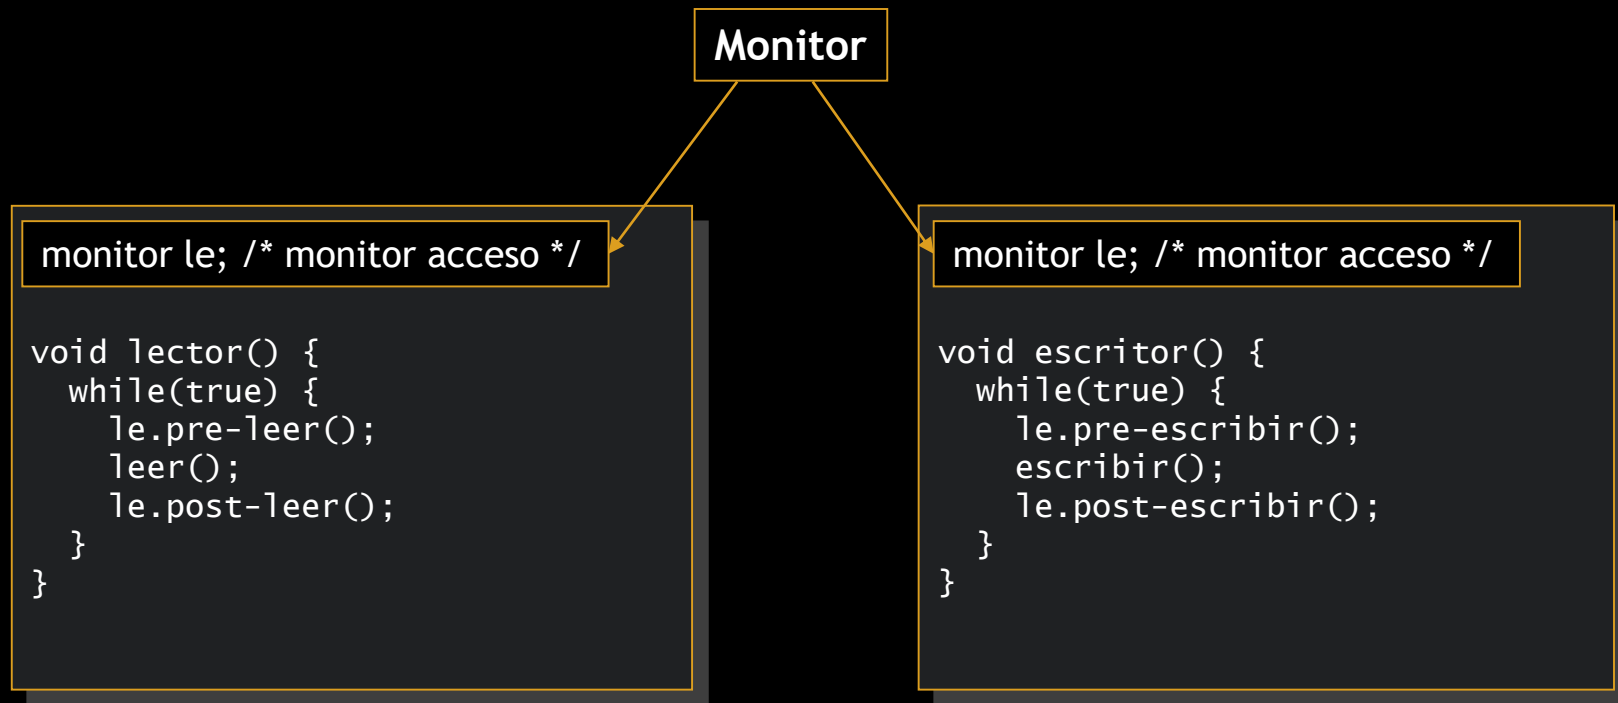 Monitor
monitor le; /* monitor acceso */
void lector() {
  while(true) {
    le.pre-leer();
    leer();
    le.post-leer();
  }
}
monitor le; /* monitor acceso */
void escritor() {
  while(true) {
    le.pre-escribir();
    escribir();
    le.post-escribir();
  }
}